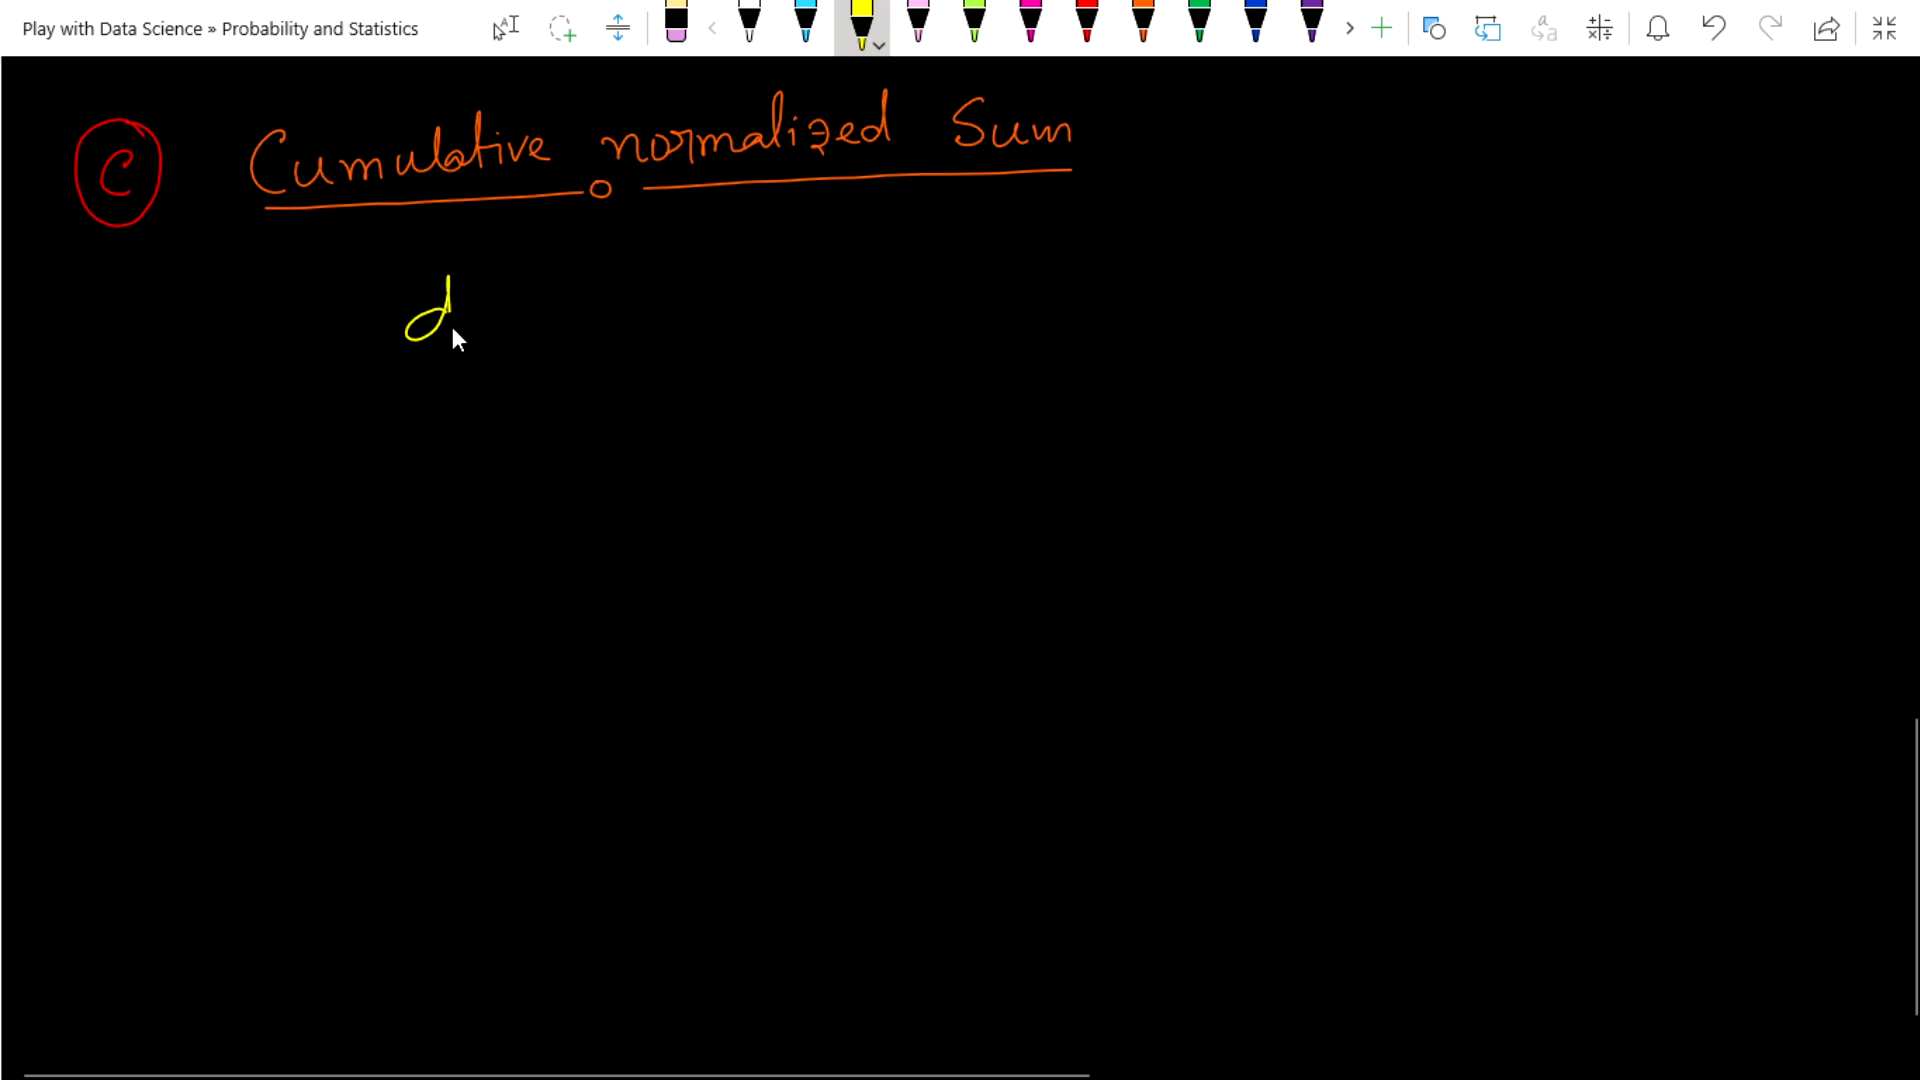 Play with Data Science » Probability and Statistics
C Cumulative normalized Sum
d